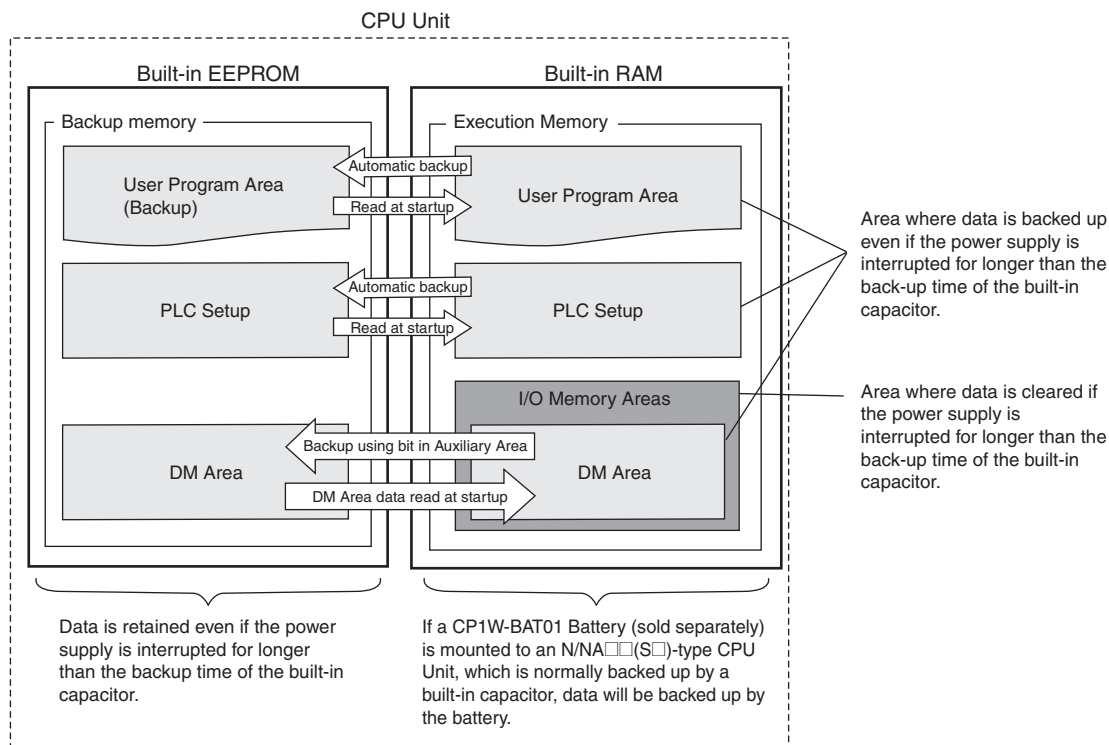 CPU Unit
Built-in EEPROM
Built-in RAM
Backup memory
Execution Memory
User Program Area
(Backup)
Automatic backup
Read at startup
User Program Area
PLC Setup
Automatic backup
Read at startup
PLC Setup
I/O Memory Areas
DM Area
Backup using bit in Auxiliary Area
DM Area data read at startup
DM Area
Area where data is backed up
even if the power supply is
interrupted for longer than the
back-up time of the built-in
capacitor.
Area where data is cleared if
the power supply is
interrupted for longer than the
back-up time of the built-in
capacitor.
Data is retained even if the power
supply is interrupted for longer
than the backup time of the built-in
capacitor.
If a CP1W-BAT01 Battery (sold separately)
is mounted to an N/NA□□(S□)-type CPU
Unit, which is normally backed up by a
built-in capacitor, data will be backed up by
the battery.